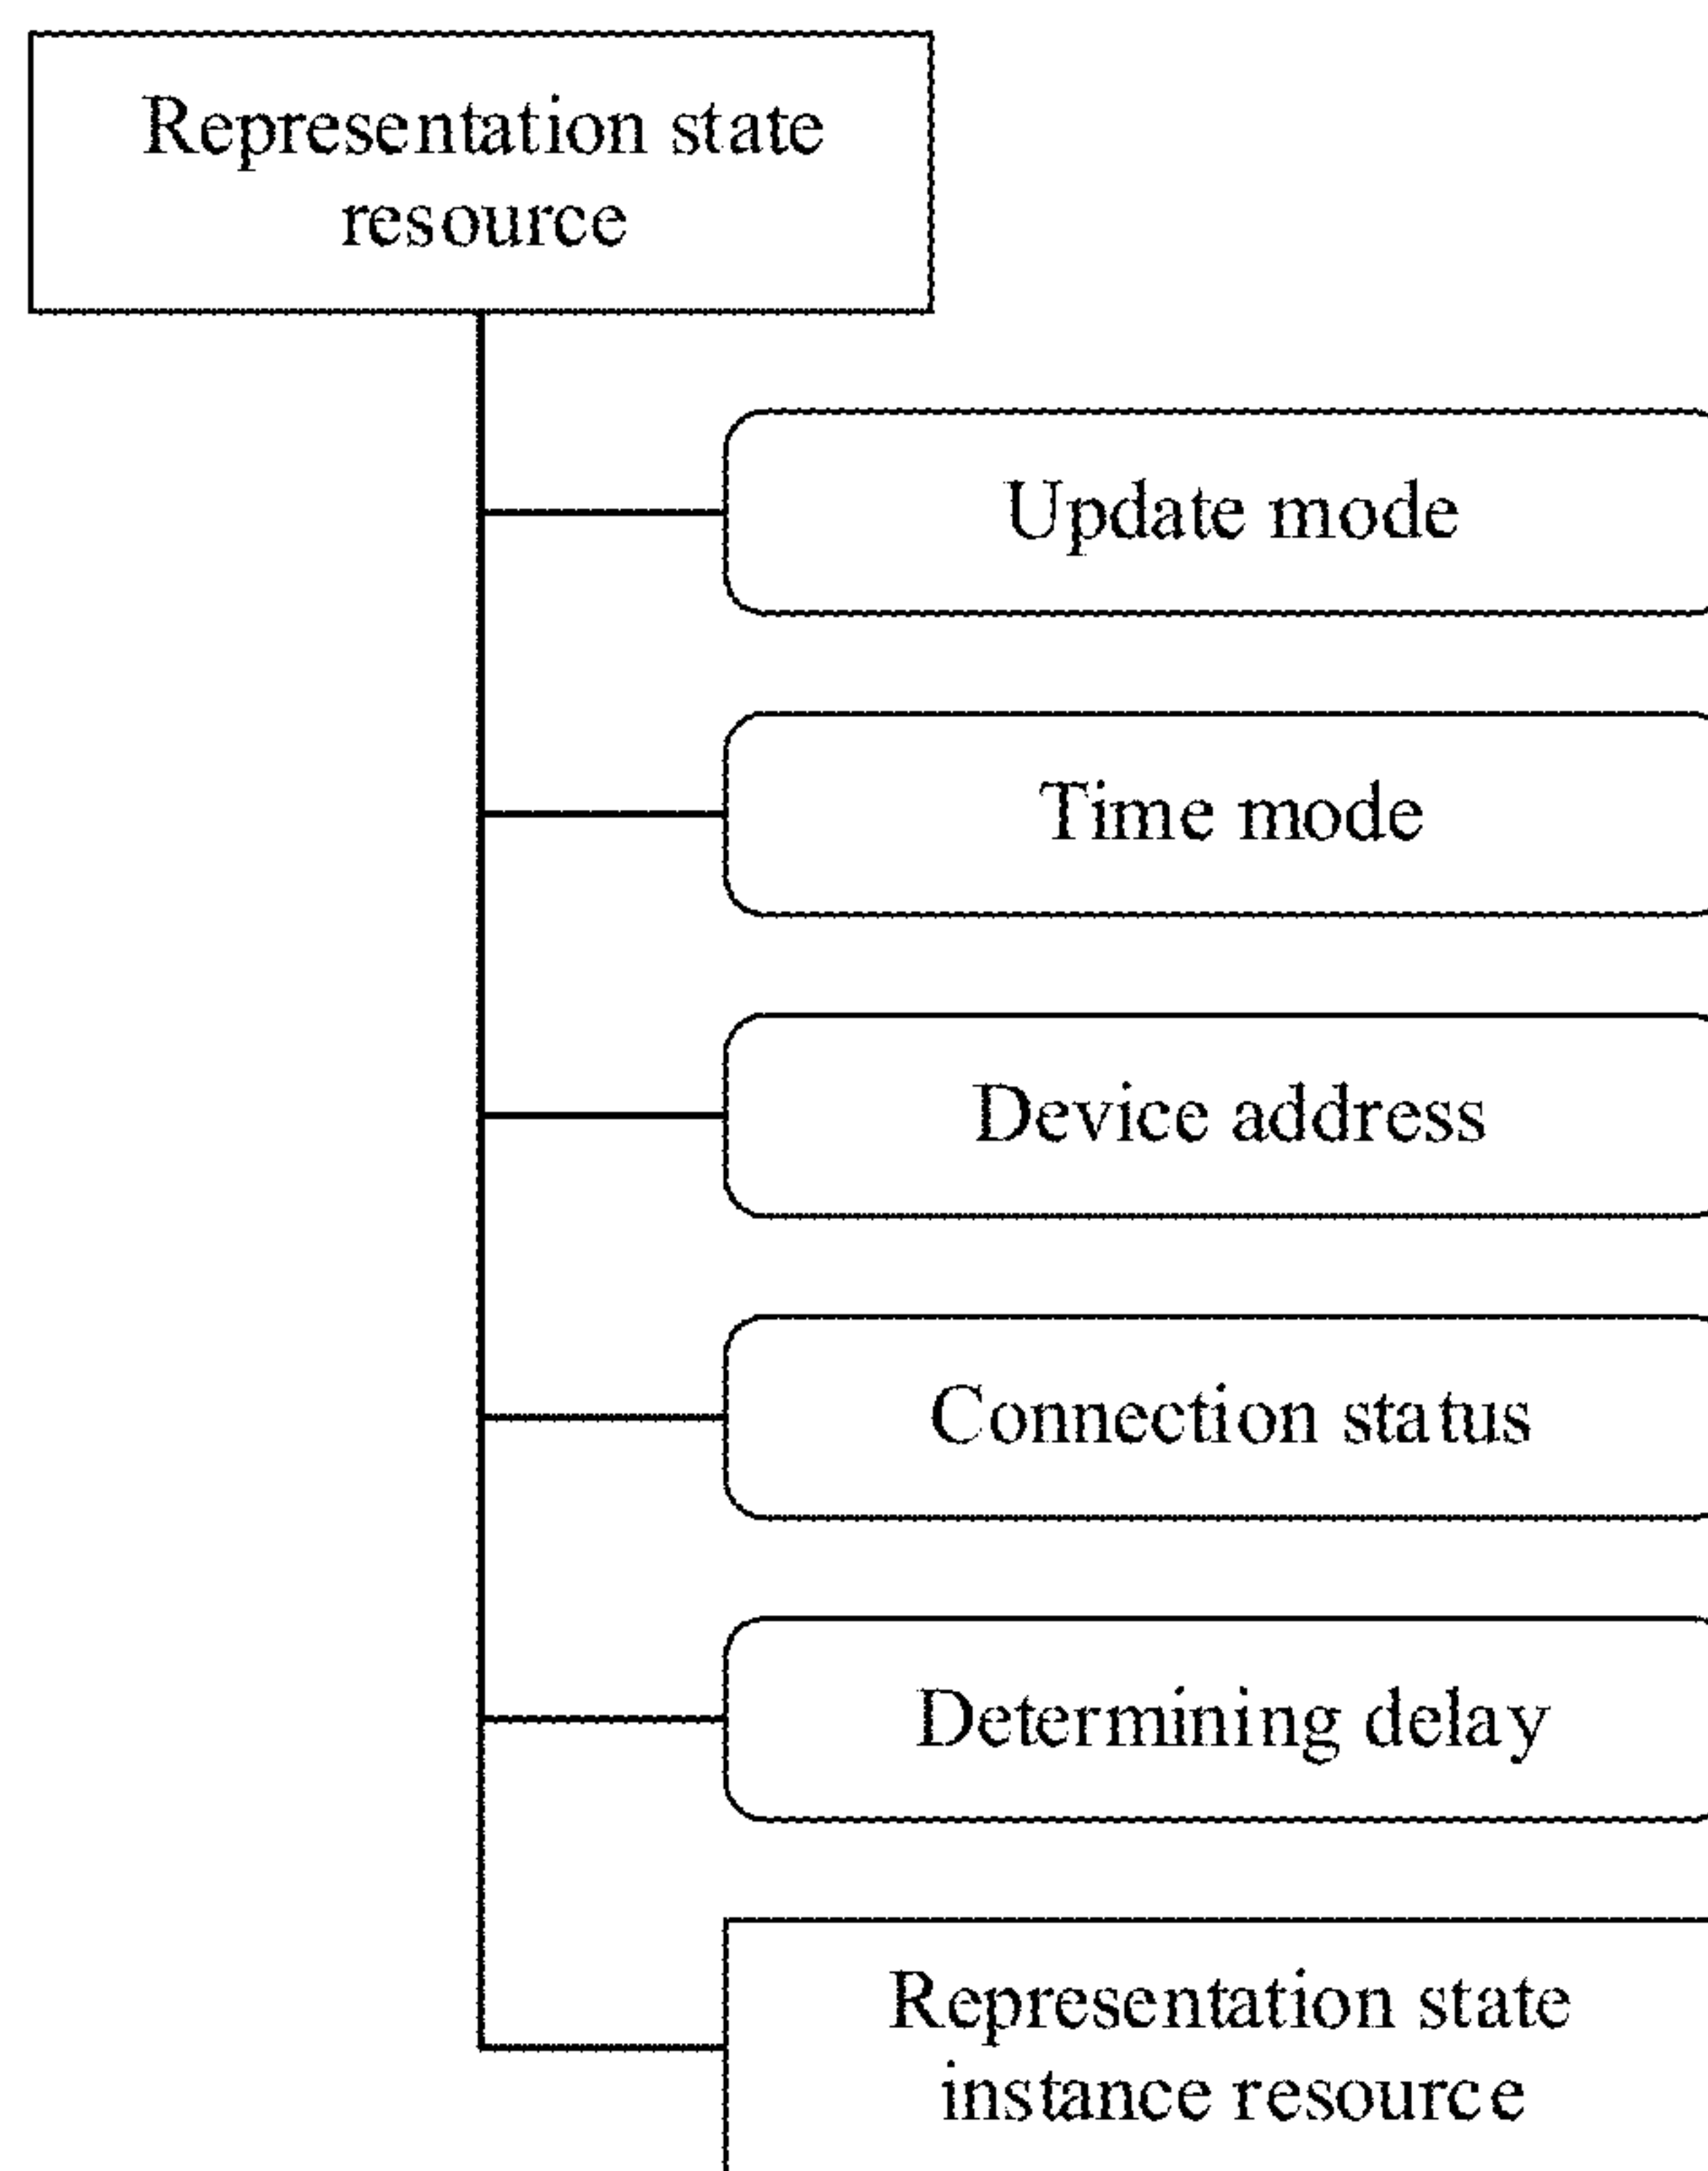 Representation state
resource
Update mode
Time mode
Device address
Connection status
Determining delay
Representation state
instance resource